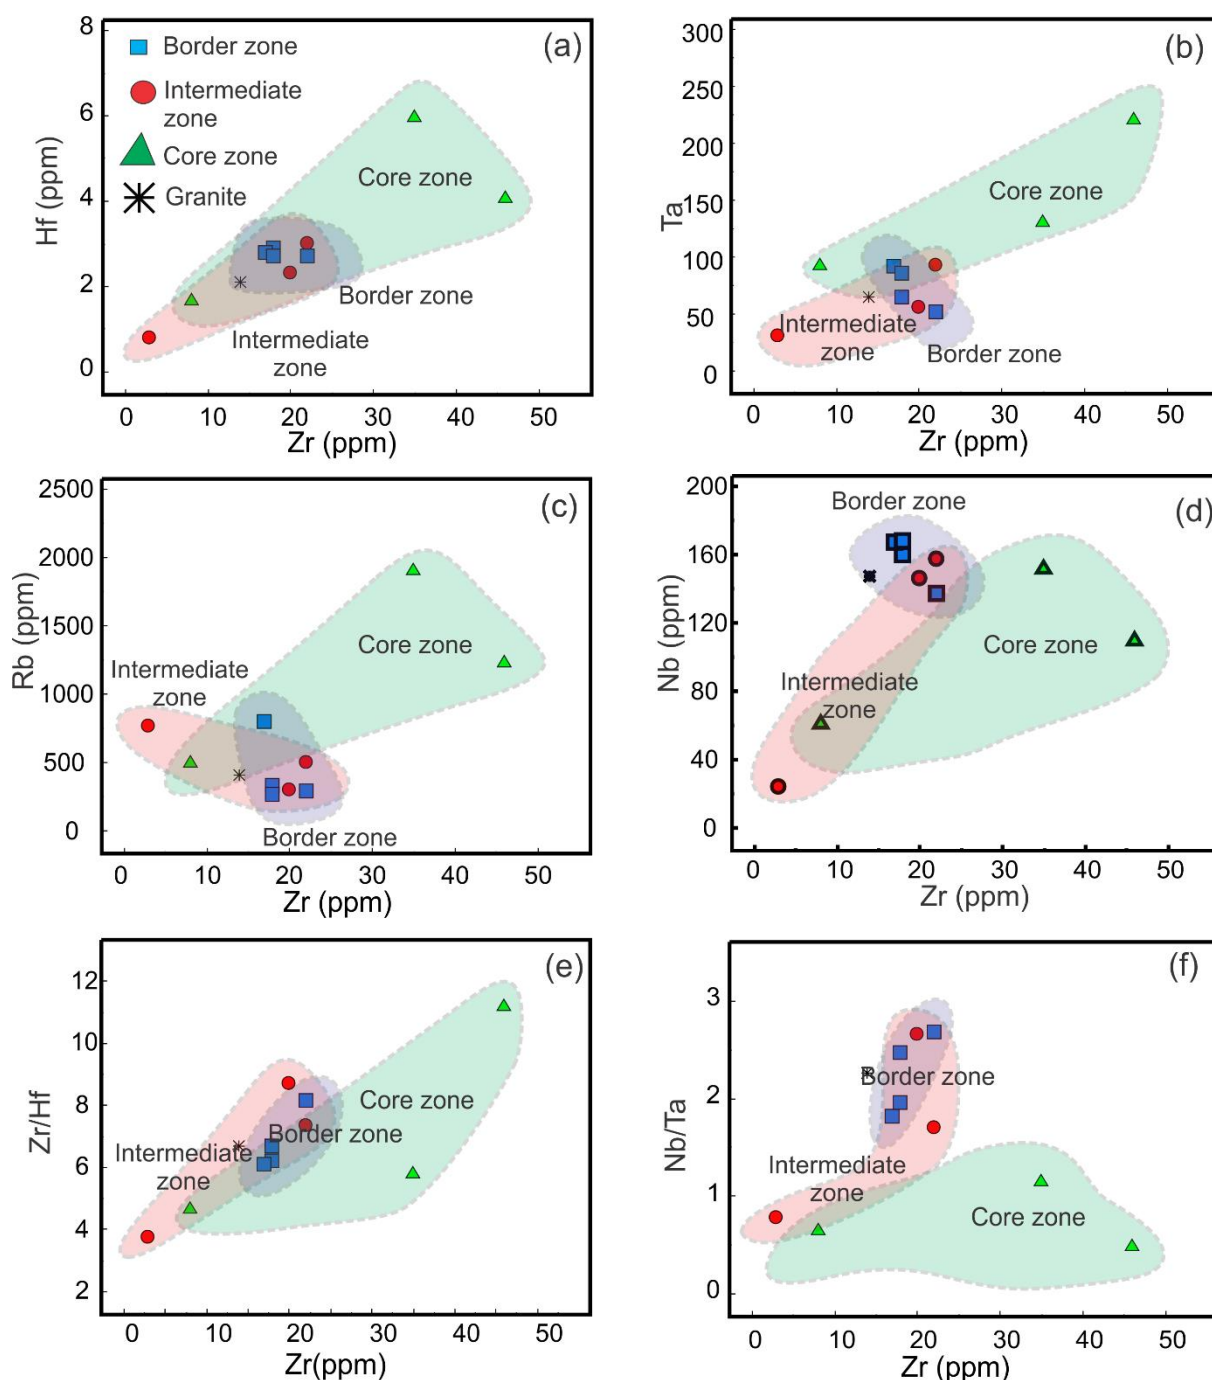 (a)
8
6
4
2
0
Hf (ppm)
Border zone
Intermediate
zone
Core zone
Granite
Core zone
Border zone
Intermediate
zone
0 10 20 30 40 50
Zr (ppm)
(b)
300
250
200
150
100
50
0
Ta
Core zone
Intermediate
zone
Border zone
0 10 20 30 40 50
Zr (ppm)
(c)
2500
2000
1500
1000
500
0
Rb (ppm)
Intermediate
zone
Core zone
Border zone
0 10 20 30 40 50
Zr (ppm)
(d)
200
160
120
80
40
0
Nb (ppm)
Border zone
Core zone
Intermediate
zone
0 10 20 30 40 50
Zr (ppm)
(e)
12
10
8
6
4
2
Zr/Hf
Core zone
Border zone
Intermediate
zone
0 10 20 30 40 50
Zr(ppm)
(f)
3
2
1
0
Nb/Ta
Border zone
Intermediate
zone
Core zone
0 10 20 30 40 50
Zr (ppm)